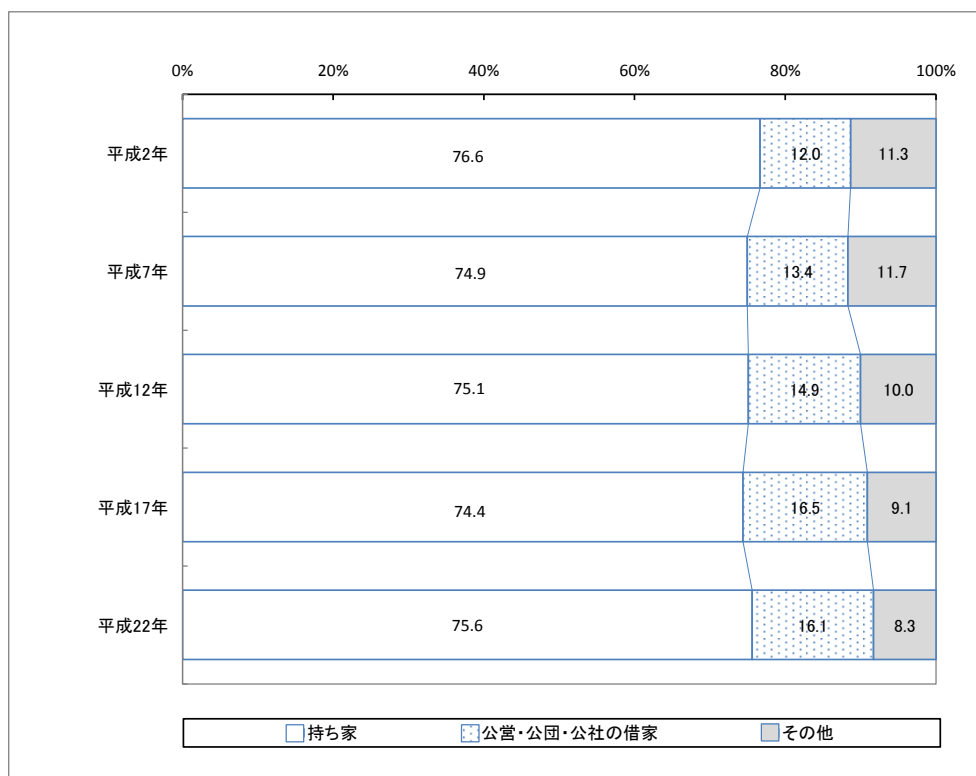 0% 20% 40% 60% 80% 100%
平成2年 76.6 12.0 11.3
平成7年 74.9 13.4 11.7
平成12年 75.1 14.9 10.0
平成17年 74.4 16.5 9.1
平成22年 75.6 16.1 8.3
持ち家 公営・公団・公社の借家 その他